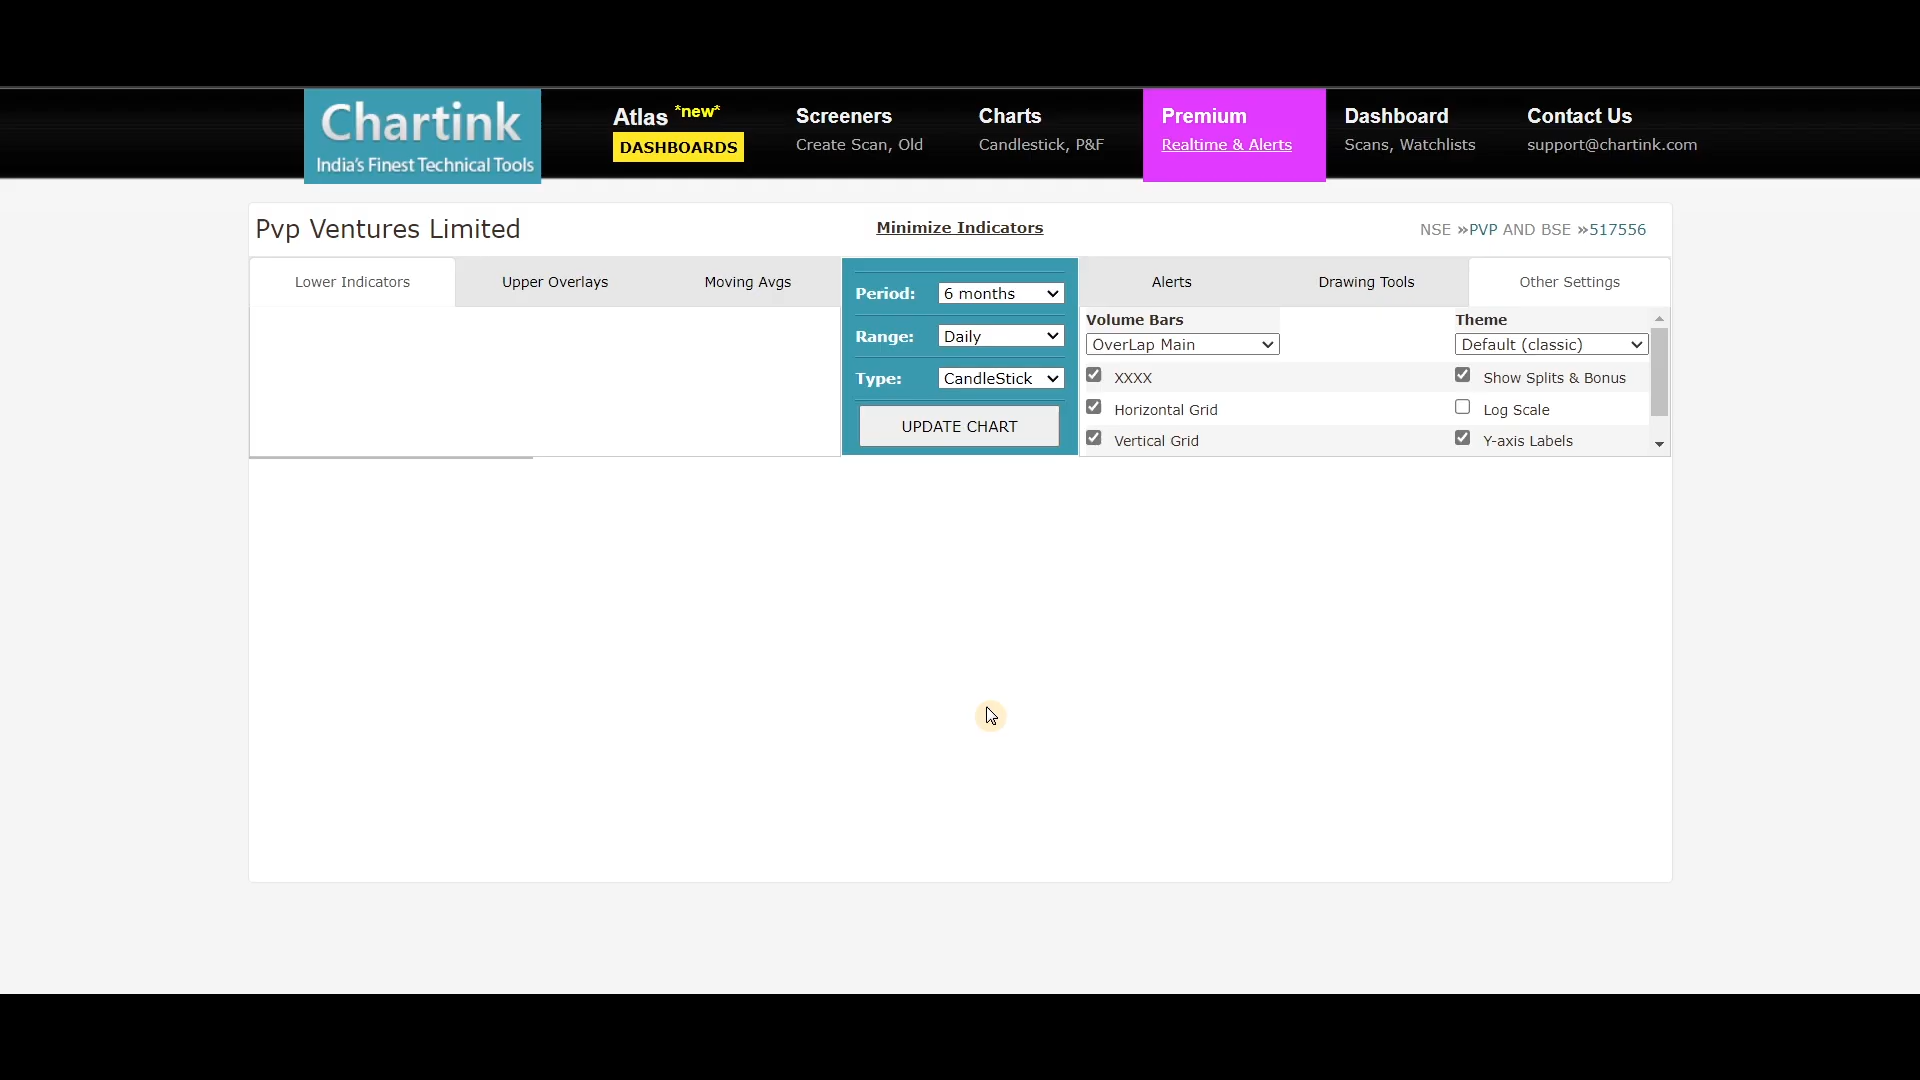 Chartink
India's Finest Technical Tools
Atlas *new*
DASHBOARDS
Screeners
Create Scan, Old
Charts
Candlestick, P&F
Premium
Realtime & Alerts
Dashboard
Scans, Watchlists
Contact Us
support@chartink.com
Pvp Ventures Limited
Minimize Indicators
NSE »PVP AND BSE »517556
Lower Indicators
Upper Overlays
Moving Avgs
Period: 6 months
Range: Daily
Type: CandleStick
UPDATE CHART
Alerts
Drawing Tools
Other Settings
Volume Bars
OverLap Main
Theme
Default (classic)
XXXX
Show Splits & Bonus
Horizontal Grid
Log Scale
Vertical Grid
Y-axis Labels